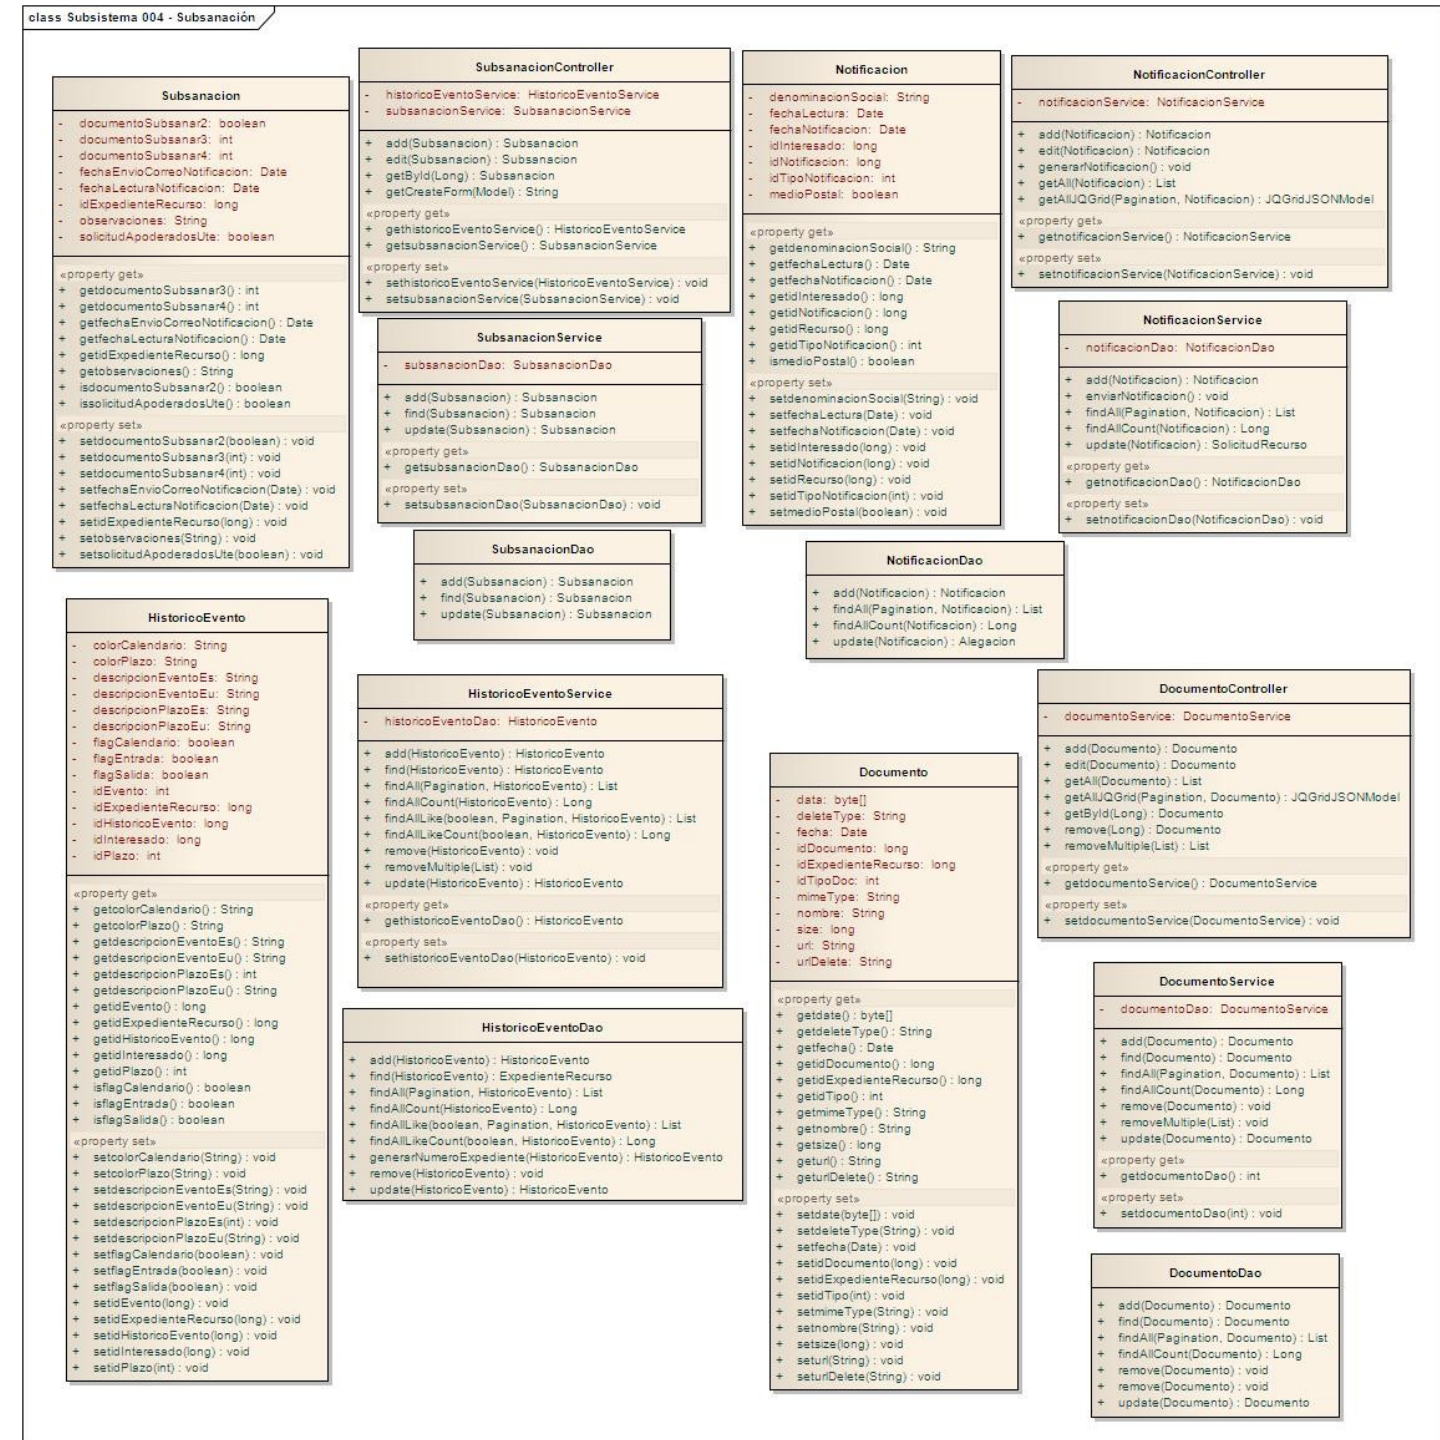 class Subsistema 004 - Subsanación
Subsanacion
- documentoSubsanar2: boolean
- documentoSubsanar3: int
- documentoSubsanar4: int
- fechaEnvioCorreoNotificacion: Date
- fechaLecturaNotificacion: Date
- idExpedienteRecurso: long
- observaciones: String
- solicitudApoderadosUte: boolean
«property get»
+ getdocumentoSubsanar3() : int
+ getdocumentoSubsanar4() : int
+ getfechaEnvioCorreoNotificacion() : Date
+ getfechaLecturaNotificacion() : Date
+ getidExpedienteRecurso() : long
+ getobservaciones() : String
+ isdocumentoSubsanar2() : boolean
+ issolicitudApoderadosUte() : boolean
«property set»
+ setdocumentoSubsanar2(boolean) : void
+ setdocumentoSubsanar3(int) : void
+ setdocumentoSubsanar4(int) : void
+ setfechaEnvioCorreoNotificacion(Date) : void
+ setfechaLecturaNotificacion(Date) : void
+ setidExpedienteRecurso(long) : void
+ setobservaciones(String) : void
+ setsolicitudApoderadosUte(boolean) : void
SubsanacionController
- historicoEventoService: HistoricoEventoService
- subsanacionService: SubsanacionService
+ add(Subsanacion) : Subsanacion
+ edit(Subsanacion) : Subsanacion
+ getById(Long) : Subsanacion
+ getCreateForm(Model) : String
«property get»
+ gethistoricoEventoService() : HistoricoEventoService
+ getsubsanacionService() : SubsanacionService
«property set»
+ sethistoricoEventoService(HistoricoEventoService) : void
+ setsubsanacionService(SubsanacionService) : void
SubsanacionService
- subsanacionDao: SubsanacionDao
+ add(Subsanacion) : Subsanacion
+ find(Subsanacion) : Subsanacion
+ update(Subsanacion) : Subsanacion
«property get»
+ getsubsanacionDao() : SubsanacionDao
«property set»
+ setsubsanacionDao(SubsanacionDao) : void
SubsanacionDao
+ add(Subsanacion) : Subsanacion
+ find(Subsanacion) : Subsanacion
+ update(Subsanacion) : Subsanacion
Notificacion
- denominacionSocial: String
- fechaLectura: Date
- fechaNotificacion: Date
- idInteresado: long
- idNotificacion: long
- idTipoNotificacion: int
- medioPostal: boolean
«property get»
+ getdenominacionSocial() : String
+ getfechaLectura() : Date
+ getfechaNotificacion() : Date
+ getidInteresado() : long
+ getidNotificacion() : long
+ getidRecurso() : long
+ getidTipoNotificacion() : int
+ ismedioPostal() : boolean
«property set»
+ setdenominacionSocial(String) : void
+ setfechaLectura(Date) : void
+ setfechaNotificacion(Date) : void
+ setidInteresado(long) : void
+ setidNotificacion(long) : void
+ setidRecurso(long) : void
+ setidTipoNotificacion(int) : void
+ setmedioPostal(boolean) : void
NotificacionController
- notificacionService: NotificacionService
+ add(Notificacion) : Notificacion
+ edit(Notificacion) : Notificacion
+ generarNotificacion() : void
+ getAll(Notificacion) : List
+ getAllJQGrid(Pagination, Notificacion) : JQGridJSONModel
«property get»
+ getnotificacionService() : NotificacionService
«property set»
+ setnotificacionService(NotificacionService) : void
NotificacionService
- notificacionDao: NotificacionDao
+ add(Notificacion) : Notificacion
+ enviarNotificacion() : void
+ findAll(Pagination, Notificacion) : List
+ findAllCount(Notificacion) : Long
+ update(Notificacion) : SolicitudRecurso
«property get»
+ getnotificacionDao() : NotificacionDao
«property set»
+ setnotificacionDao(NotificacionDao) : void
NotificacionDao
+ add(Notificacion) : Notificacion
+ findAll(Pagination, Notificacion) : List
+ findAllCount(Notificacion) : Long
+ update(Notificacion) : Alegacion
HistoricoEvento
- colorCalendario: String
- colorPlazo: String
- descripcionEventoEs: String
- descripcionEventoEu: String
- descripcionPlazoEs: String
- descripcionPlazoEu: String
- flagCalendario: boolean
- flagEntrada: boolean
- flagSalida: boolean
- idEvento: int
- idExpedienteRecurso: long
- idHistoricoEvento: long
- idInteresado: long
- idPlazo: int
«property get»
+ getcolorCalendario() : String
+ getcolorPlazo() : String
+ getdescripcionEventoEs() : String
+ getdescripcionEventoEu() : String
+ getdescripcionPlazoEs() : int
+ getdescripcionPlazoEu() : String
+ getidEvento() : long
+ getidExpedienteRecurso() : long
+ getidHistoricoEvento() : long
+ getidInteresado() : long
+ getidPlazo() : int
+ isflagCalendario() : boolean
+ isflagEntrada() : boolean
+ isflagSalida() : boolean
«property set»
+ setcolorCalendario(String) : void
+ setcolorPlazo(String) : void
+ setdescripcionEventoEs(String) : void
+ setdescripcionEventoEu(String) : void
+ setdescripcionPlazoEs(int) : void
+ setdescripcionPlazoEu(String) : void
+ setflagCalendario(boolean) : void
+ setflagEntrada(boolean) : void
+ setflagSalida(boolean) : void
+ setidEvento(long) : void
+ setidExpedienteRecurso(long) : void
+ setidHistoricoEvento(long) : void
+ setidInteresado(long) : void
+ setidPlazo(int) : void
HistoricoEventoService
- historicoEventoDao: HistoricoEvento
+ add(HistoricoEvento) : HistoricoEvento
+ find(HistoricoEvento) : HistoricoEvento
+ findAll(Pagination, HistoricoEvento) : List
+ findAllCount(HistoricoEvento) : Long
+ findAllLike(boolean, Pagination, HistoricoEvento) : List
+ findAllLikeCount(boolean, HistoricoEvento) : Long
+ remove(HistoricoEvento) : void
+ removeMultiple(List) : void
+ update(HistoricoEvento) : HistoricoEvento
«property get»
+ gethistoricoEventoDao() : HistoricoEvento
«property set»
+ sethistoricoEventoDao(HistoricoEvento) : void
HistoricoEventoDao
+ add(HistoricoEvento) : HistoricoEvento
+ find(HistoricoEvento) : ExpedienteRecurso
+ findAll(Pagination, HistoricoEvento) : List
+ findAllCount(HistoricoEvento) : Long
+ findAllLike(boolean, Pagination, HistoricoEvento) : List
+ findAllLikeCount(boolean, HistoricoEvento) : Long
+ generarNumeroExpediente(HistoricoEvento) : HistoricoEvento
+ remove(HistoricoEvento) : void
+ update(HistoricoEvento) : HistoricoEvento
Documento
- data: byte[]
- deleteType: String
- fecha: Date
- idDocumento: long
- idExpedienteRecurso: long
- idTipoDoc: int
- mimeType: String
- nombre: String
- size: long
- url: String
- urlDelete: String
«property get»
+ getdate() : byte[]
+ getdeleteType() : String
+ getfecha() : Date
+ getidDocumento() : long
+ getidExpedienteRecurso() : long
+ getidTipo() : int
+ getmimeType() : String
+ getnombre() : String
+ getsize() : long
+ geturl() : String
+ geturlDelete() : String
«property set»
+ setdate(byte[]) : void
+ setdeleteType(String) : void
+ setfecha(Date) : void
+ setidDocumento(long) : void
+ setidExpedienteRecurso(long) : void
+ setidTipo(int) : void
+ setmimeType(String) : void
+ setnombre(String) : void
+ setsize(long) : void
+ seturl(String) : void
+ seturlDelete(String) : void
DocumentoController
- documentoService: DocumentoService
+ add(Documento) : Documento
+ edit(Documento) : Documento
+ getAll(Documento) : List
+ getAllJQGrid(Pagination, Documento) : JQGridJSONModel
+ getById(Long) : Documento
+ remove(Long) : Documento
+ removeMultiple(List) : List
«property get»
+ getdocumentoService() : DocumentoService
«property set»
+ setdocumentoService(DocumentoService) : void
DocumentoService
- documentoDao: DocumentoService
+ add(Documento) : Documento
+ find(Documento) : Documento
+ findAll(Pagination, Documento) : List
+ findAllCount(Documento) : Long
+ remove(Documento) : void
+ removeMultiple(List) : void
+ update(Documento) : Documento
«property get»
+ getdocumentoDao() : int
«property set»
+ setdocumentoDao(int) : void
DocumentoDao
+ add(Documento) : Documento
+ find(Documento) : Documento
+ findAll(Pagination, Documento) : List
+ findAllCount(Documento) : Long
+ remove(Documento) : void
+ remove(Documento) : void
+ update(Documento) : Documento